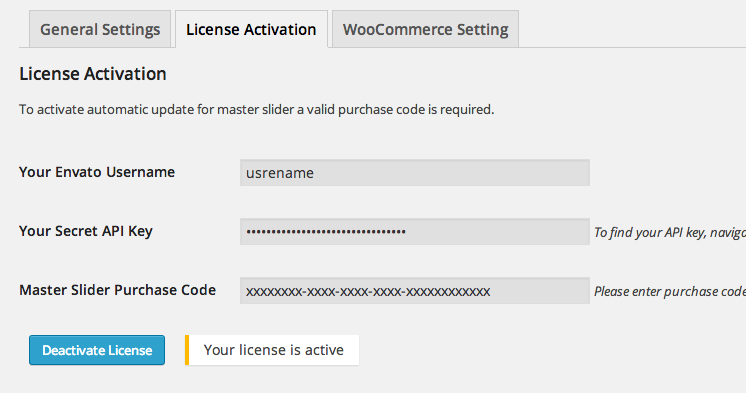 General Settings License Activation WooCommerce Setting
License Activation
To activate automatic update for master slider a valid purchase code is required.
Your Envato Username usrename
Your Secret API Key •••••••••••••••••••••••••••••••• To find your API key, naviga
Master Slider Purchase Code xxxxxxxx-xxxx-xxxx-xxxx-xxxxxxxxxxxx Please enter purchase code
Deactivate License Your license is active